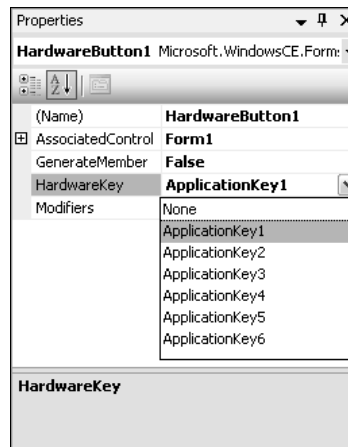 Properties
HardwareButton1 Microsoft.WindowsCE.Forms
(Name) HardwareButton1
AssociatedControl Form1
GenerateMember False
HardwareKey ApplicationKey1
Modifiers
None
ApplicationKey1
ApplicationKey2
ApplicationKey3
ApplicationKey4
ApplicationKey5
ApplicationKey6
HardwareKey